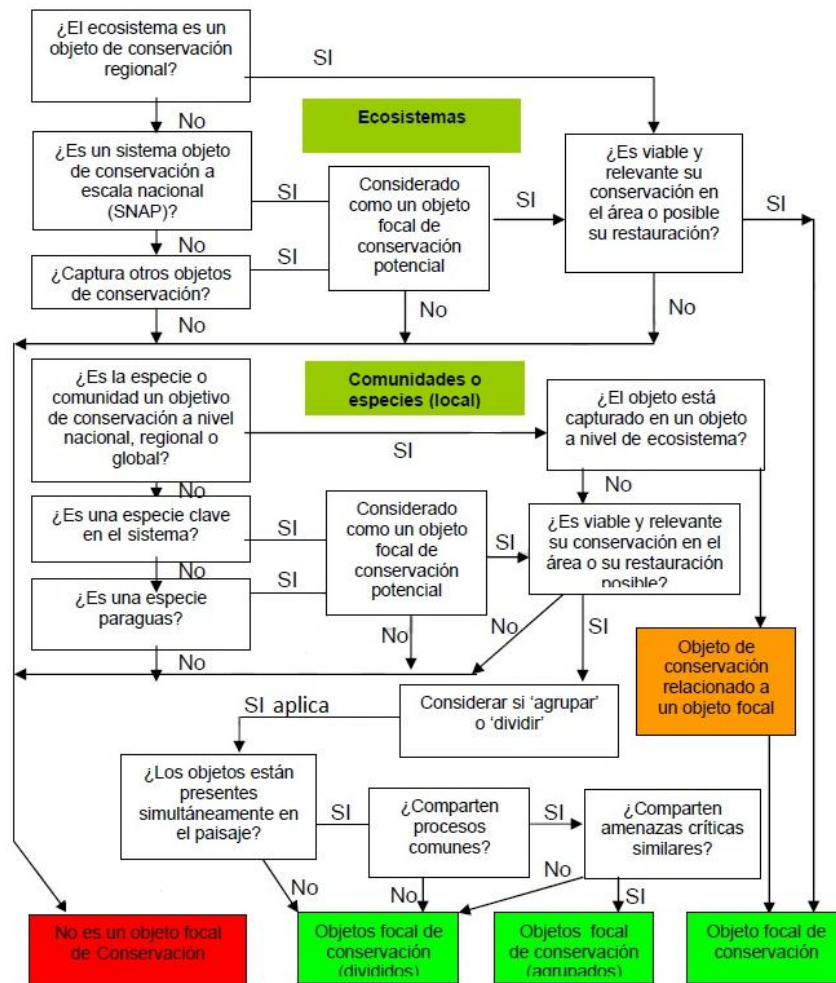 ¿El ecosistema es un
objeto de conservación
regional?
SI
No
Ecosistemas
¿Es un sistema objeto
de conservación a
escala nacional
(SNAP)?
SI
Considerado
como un objeto
focal de
conservación
potencial
SI
¿Es viable y
relevante su
conservación en
el área o posible
su restauración?
SI
No
¿Captura otros objetos
de conservación?
SI
No
No
No
¿Es la especie o
comunidad un objetivo
de conservación a nivel
nacional, regional o
global?
Comunidades o
especies (local)
SI
¿El objeto está
capturado en un objeto
a nivel de ecosistema?
No
No
¿Es una especie clave
en el sistema?
SI
Considerado
como un objeto
focal de
conservación
potencial
SI
¿Es viable y relevante
su conservación en el
área o su restauración
posible?
No
¿Es una especie
paraguas?
SI
No
No
No
SI
Objeto de
conservación
relacionado a
un objeto focal
Considerar si ‘agrupar’
o ‘dividir’
SI aplica
¿Los objetos están
presentes
simultáneamente en
el paisaje?
SI
¿Comparten
procesos
comunes?
SI
¿Comparten
amenazas críticas
similares?
No
No
No
SI
No es un objeto focal
de Conservación
Objetos focal de
conservación
(divididos)
Objetos focal
de conservación
(agrupados)
Objeto focal de
conservación